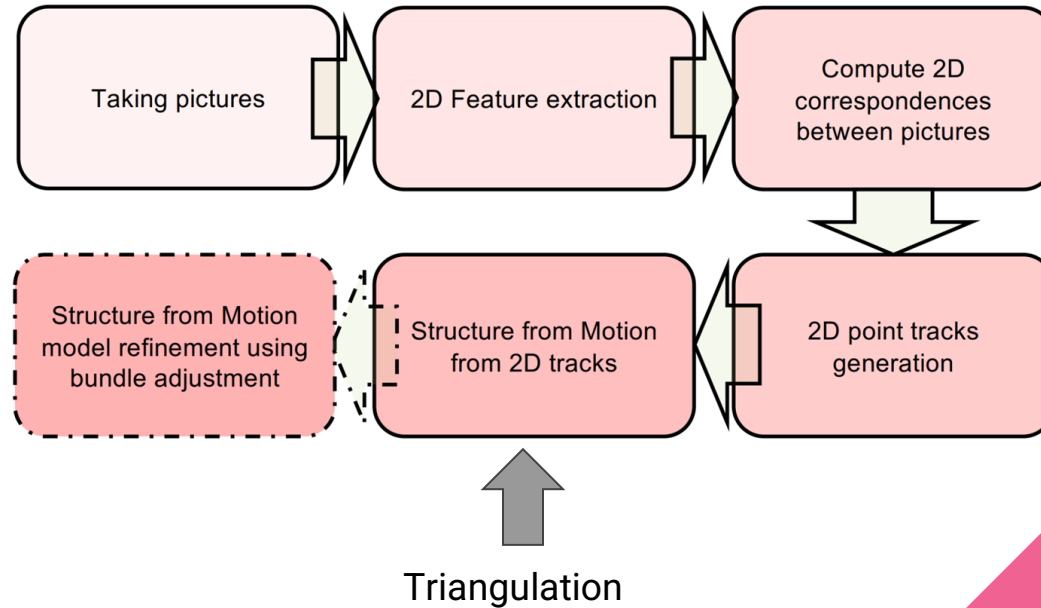 Taking pictures
2D Feature extraction
Compute 2D
correspondences
between pictures
2D point tracks
generation
Structure from Motion
from 2D tracks
Structure from Motion
model refinement using
bundle adjustment
Triangulation